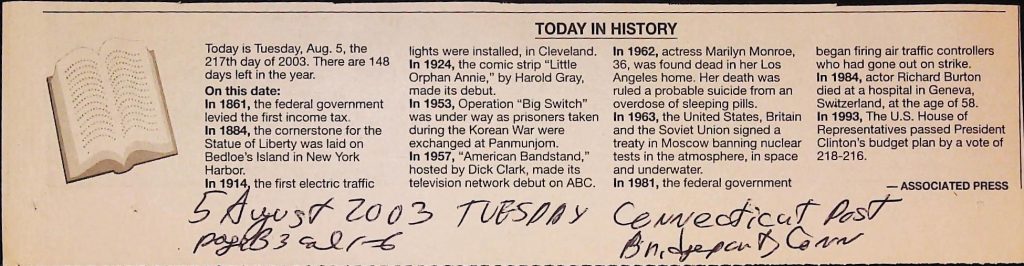 TODAY IN HISTORY
Today is Tuesday, Aug. 5, the
217th day of 2003. There are 148
days left in the year.
On this date:
In 1861, the federal government
levied the first income tax.
In 1884, the cornerstone for the
Statue of Liberty was laid on
Bedloe's Island in New York
Harbor.
In 1914, the first electric traffic
lights were installed, in Cleveland.
In 1924, the comic strip "Little
Orphan Annie," by Harold Gray,
made its debut.
In 1953, Operation "Big Switch"
was under way as prisoners taken
during the Korean War were
exchanged at Panmunjom.
In 1957, "American Bandstand,"
hosted by Dick Clark, made its
television network debut on ABC.
In 1962, actress Marilyn Monroe,
36, was found dead in her Los
Angeles home. Her death was
ruled a probable suicide from an
overdose of sleeping pills.
In 1963, the United States, Britain
and the Soviet Union signed a
treaty in Moscow banning nuclear
tests in the atmosphere, in space
and underwater.
In 1981, the federal government
began firing air traffic controllers
who had gone out on strike.
In 1984, actor Richard Burton
died at a hospital in Geneva,
Switzerland, at the age of 58.
In 1993, The U.S. House of
Representatives passed President
Clinton's budget plan by a vote of
218-216.
— ASSOCIATED PRESS
5 August 2003 TUESDAY Connecticut Post
page B3 col 1-6 Bridgeport, Conn